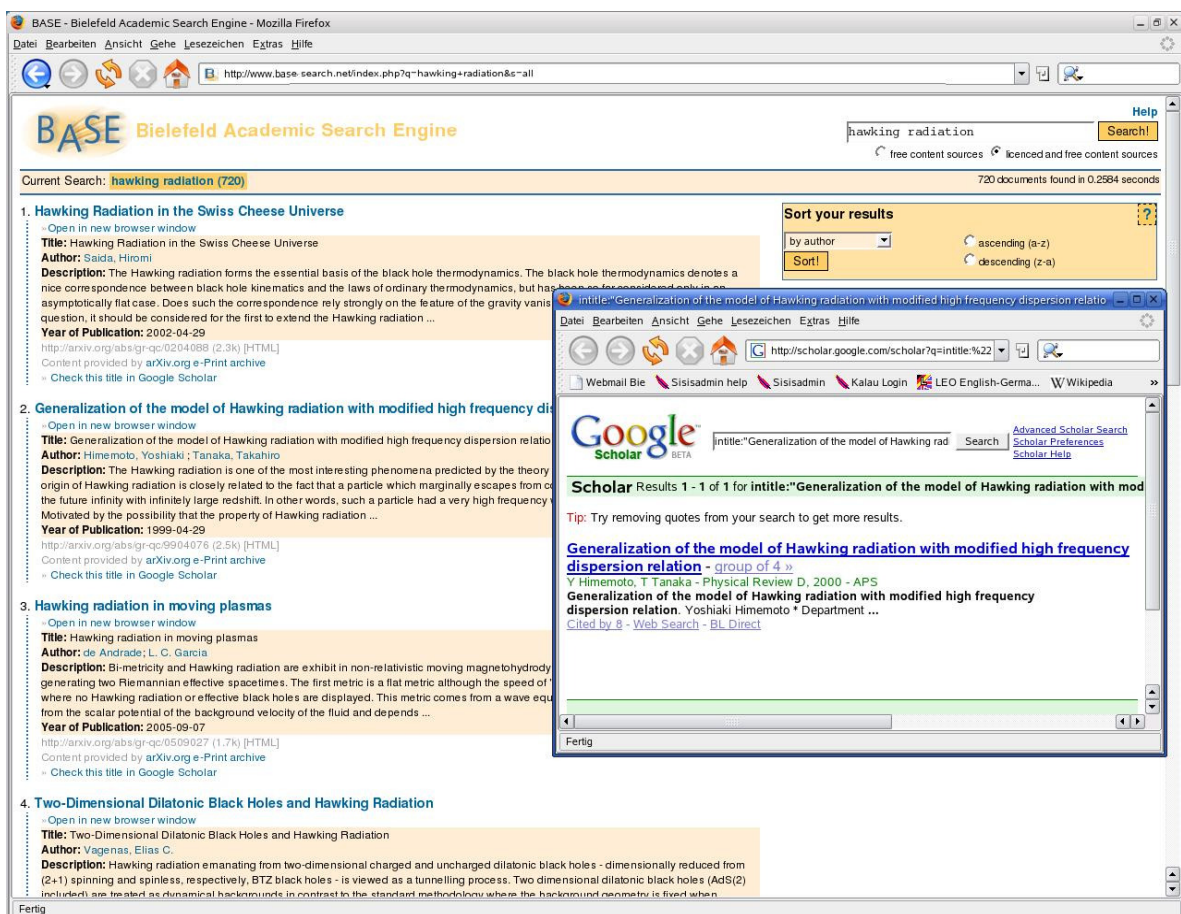 BASE - Bielefeld Academic Search Engine - Mozilla Firefox
Datei Bearbeiten Ansicht Gehe Lesezeichen Extras Hilfe
http://www.base-search.net/index.php?q=hawking+radiation&s=all
Help
BASE Bielefeld Academic Search Engine
hawking radiation Search!
free content sources licenced and free content sources
Current Search: hawking radiation (720) 720 documents found in 0.2584 seconds
1. Hawking Radiation in the Swiss Cheese Universe
» Open in new browser window
Title: Hawking Radiation in the Swiss Cheese Universe
Author: Saida, Hiromi
Description: The Hawking radiation forms the essential basis of the black hole thermodynamics. The black hole thermodynamics denotes a
nice correspondence between black hole kinematics and the laws of ordinary thermodynamics, but has been so far considered only in an
asymptotically flat case. Does such the correspondence rely strongly on the feature of the gravity vanis
question, it should be considered for the first to extend the Hawking radiation ...
Year of Publication: 2002-04-29
http://arxiv.org/abs/gr-qc/0204088 (2.3k) [HTML]
Content provided by arXiv.org e-Print archive
» Check this title in Google Scholar
Sort your results ?
by author ascending (a-z)
Sort! descending (z-a)
2. Generalization of the model of Hawking radiation with modified high frequency dis
» Open in new browser window
Title: Generalization of the model of Hawking radiation with modified high frequency dispersion relatio
Author: Himemoto, Yoshiaki ; Tanaka, Takahiro
Description: The Hawking radiation is one of the most interesting phenomena predicted by the theory
origin of Hawking radiation is closely related to the fact that a particle which marginally escapes from co
the future infinity with infinitely large redshift. In other words, such a particle had a very high frequency
Motivated by the possibility that the property of Hawking radiation ...
Year of Publication: 1999-04-29
http://arxiv.org/abs/gr-qc/9904076 (2.5k) [HTML]
Content provided by arXiv.org e-Print archive
» Check this title in Google Scholar
3. Hawking radiation in moving plasmas
» Open in new browser window
Title: Hawking radiation in moving plasmas
Author: de Andrade; L. C. Garcia
Description: Bi-metricity and Hawking radiation are exhibit in non-relativistic moving magnetohydrody
generating two Riemannian effective spacetimes. The first metric is a flat metric although the speed of "
where no Hawking radiation or effective black holes are displayed. This metric comes from a wave equ
from the scalar potential of the background velocity of the fluid and depends ...
Year of Publication: 2005-09-07
http://arxiv.org/abs/gr-qc/0509027 (1.7k) [HTML]
Content provided by arXiv.org e-Print archive
» Check this title in Google Scholar
4. Two-Dimensional Dilatonic Black Holes and Hawking Radiation
» Open in new browser window
Title: Two-Dimensional Dilatonic Black Holes and Hawking Radiation
Author: Vagenas, Elias C.
Description: Hawking radiation emanating from two-dimensional charged and uncharged dilatonic black holes - dimensionally reduced from
(2+1) spinning and spinless, respectively, BTZ black holes - is viewed as a tunnelling process. Two dimensional dilatonic black holes (AdS(2)
included) are treated as dynamical backgrounds in contrast to the standard methodology where the background geometry is fixed when
Fertig
intitle:"Generalization of the model of Hawking radiation with modified high frequency dispersion relatio
Datei Bearbeiten Ansicht Gehe Lesezeichen Extras Hilfe
http://scholar.google.com/scholar?q=intitle:%22
Webmail Bie Sisisadmin help Sisisadmin Kalau Login LEO English-Germa... Wikipedia »
Google Scholar BETA
intitle:"Generalization of the model of Hawking rad Search
Advanced Scholar Search
Scholar Preferences
Scholar Help
Scholar Results 1 - 1 of 1 for intitle:"Generalization of the model of Hawking radiation with mod
Tip: Try removing quotes from your search to get more results.
Generalization of the model of Hawking radiation with modified high frequency
dispersion relation - group of 4 »
Y Himemoto, T Tanaka - Physical Review D, 2000 - APS
Generalization of the model of Hawking radiation with modified high frequency
dispersion relation. Yoshiaki Himemoto * Department ...
Cited by 8 - Web Search - BL Direct
Fertig